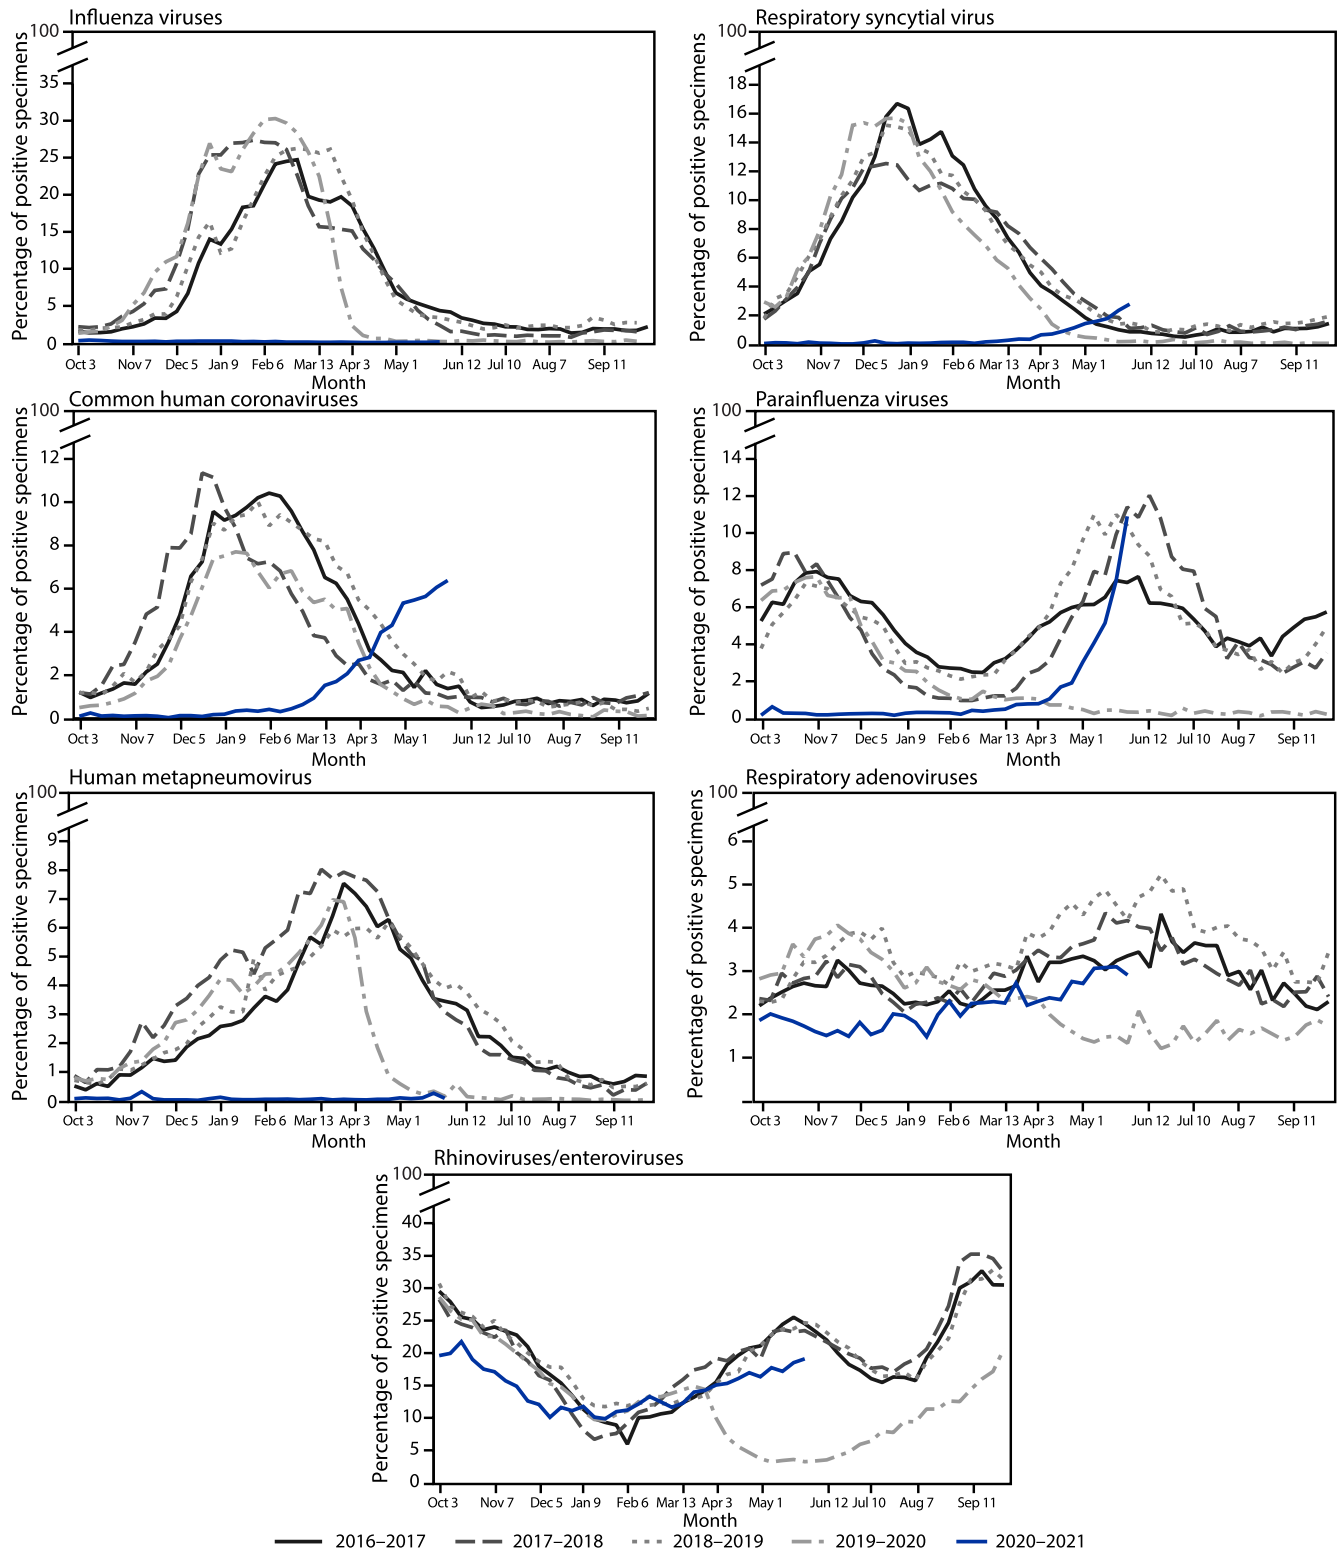 Influenza viruses
Percentage of positive specimens
100
35
30
25
20
15
10
5
0
Oct 3 Nov 7 Dec 5 Jan 9 Feb 6 Mar 13 Apr 3 May 1 Jun 12 Jul 10 Aug 7 Sep 11
Month
Respiratory syncytial virus
Percentage of positive specimens
100
18
16
14
12
10
8
6
4
2
0
Oct 3 Nov 7 Dec 5 Jan 9 Feb 6 Mar 13 Apr 3 May 1 Jun 12 Jul 10 Aug 7 Sep 11
Month
Common human coronaviruses
Percentage of positive specimens
100
12
10
8
6
4
2
0
Oct 3 Nov 7 Dec 5 Jan 9 Feb 6 Mar 13 Apr 3 May 1 Jun 12 Jul 10 Aug 7 Sep 11
Month
Parainfluenza viruses
Percentage of positive specimens
100
14
12
10
8
6
4
2
0
Oct 3 Nov 7 Dec 5 Jan 9 Feb 6 Mar 13 Apr 3 May 1 Jun 12 Jul 10 Aug 7 Sep 11
Month
Human metapneumovirus
Percentage of positive specimens
100
9
8
7
6
5
4
3
2
1
0
Oct 3 Nov 7 Dec 5 Jan 9 Feb 6 Mar 13 Apr 3 May 1 Jun 12 Jul 10 Aug 7 Sep 11
Month
Respiratory adenoviruses
Percentage of positive specimens
100
6
5
4
3
2
1
Oct 3 Nov 7 Dec 5 Jan 9 Feb 6 Mar 13 Apr 3 May 1 Jun 12 Jul 10 Aug 7 Sep 11
Month
Rhinoviruses/enteroviruses
Percentage of positive specimens
100
40
35
30
25
20
15
10
5
0
Oct 3 Nov 7 Dec 5 Jan 9 Feb 6 Mar 13 Apr 3 May 1 Jun 12 Jul 10 Aug 7 Sep 11
Month
2016–2017 2017–2018 2018–2019 2019–2020 2020–2021